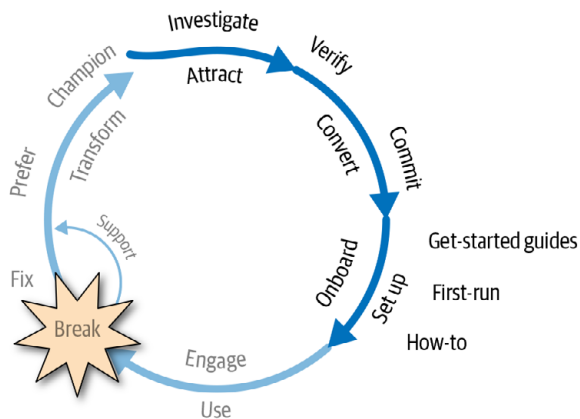 Investigate
Attract
Verify
Convert
Commit
Onboard
Set up
Get-started guides
First-run
How-to
Engage
Use
Break
Fix
Support
Prefer
Transform
Champion